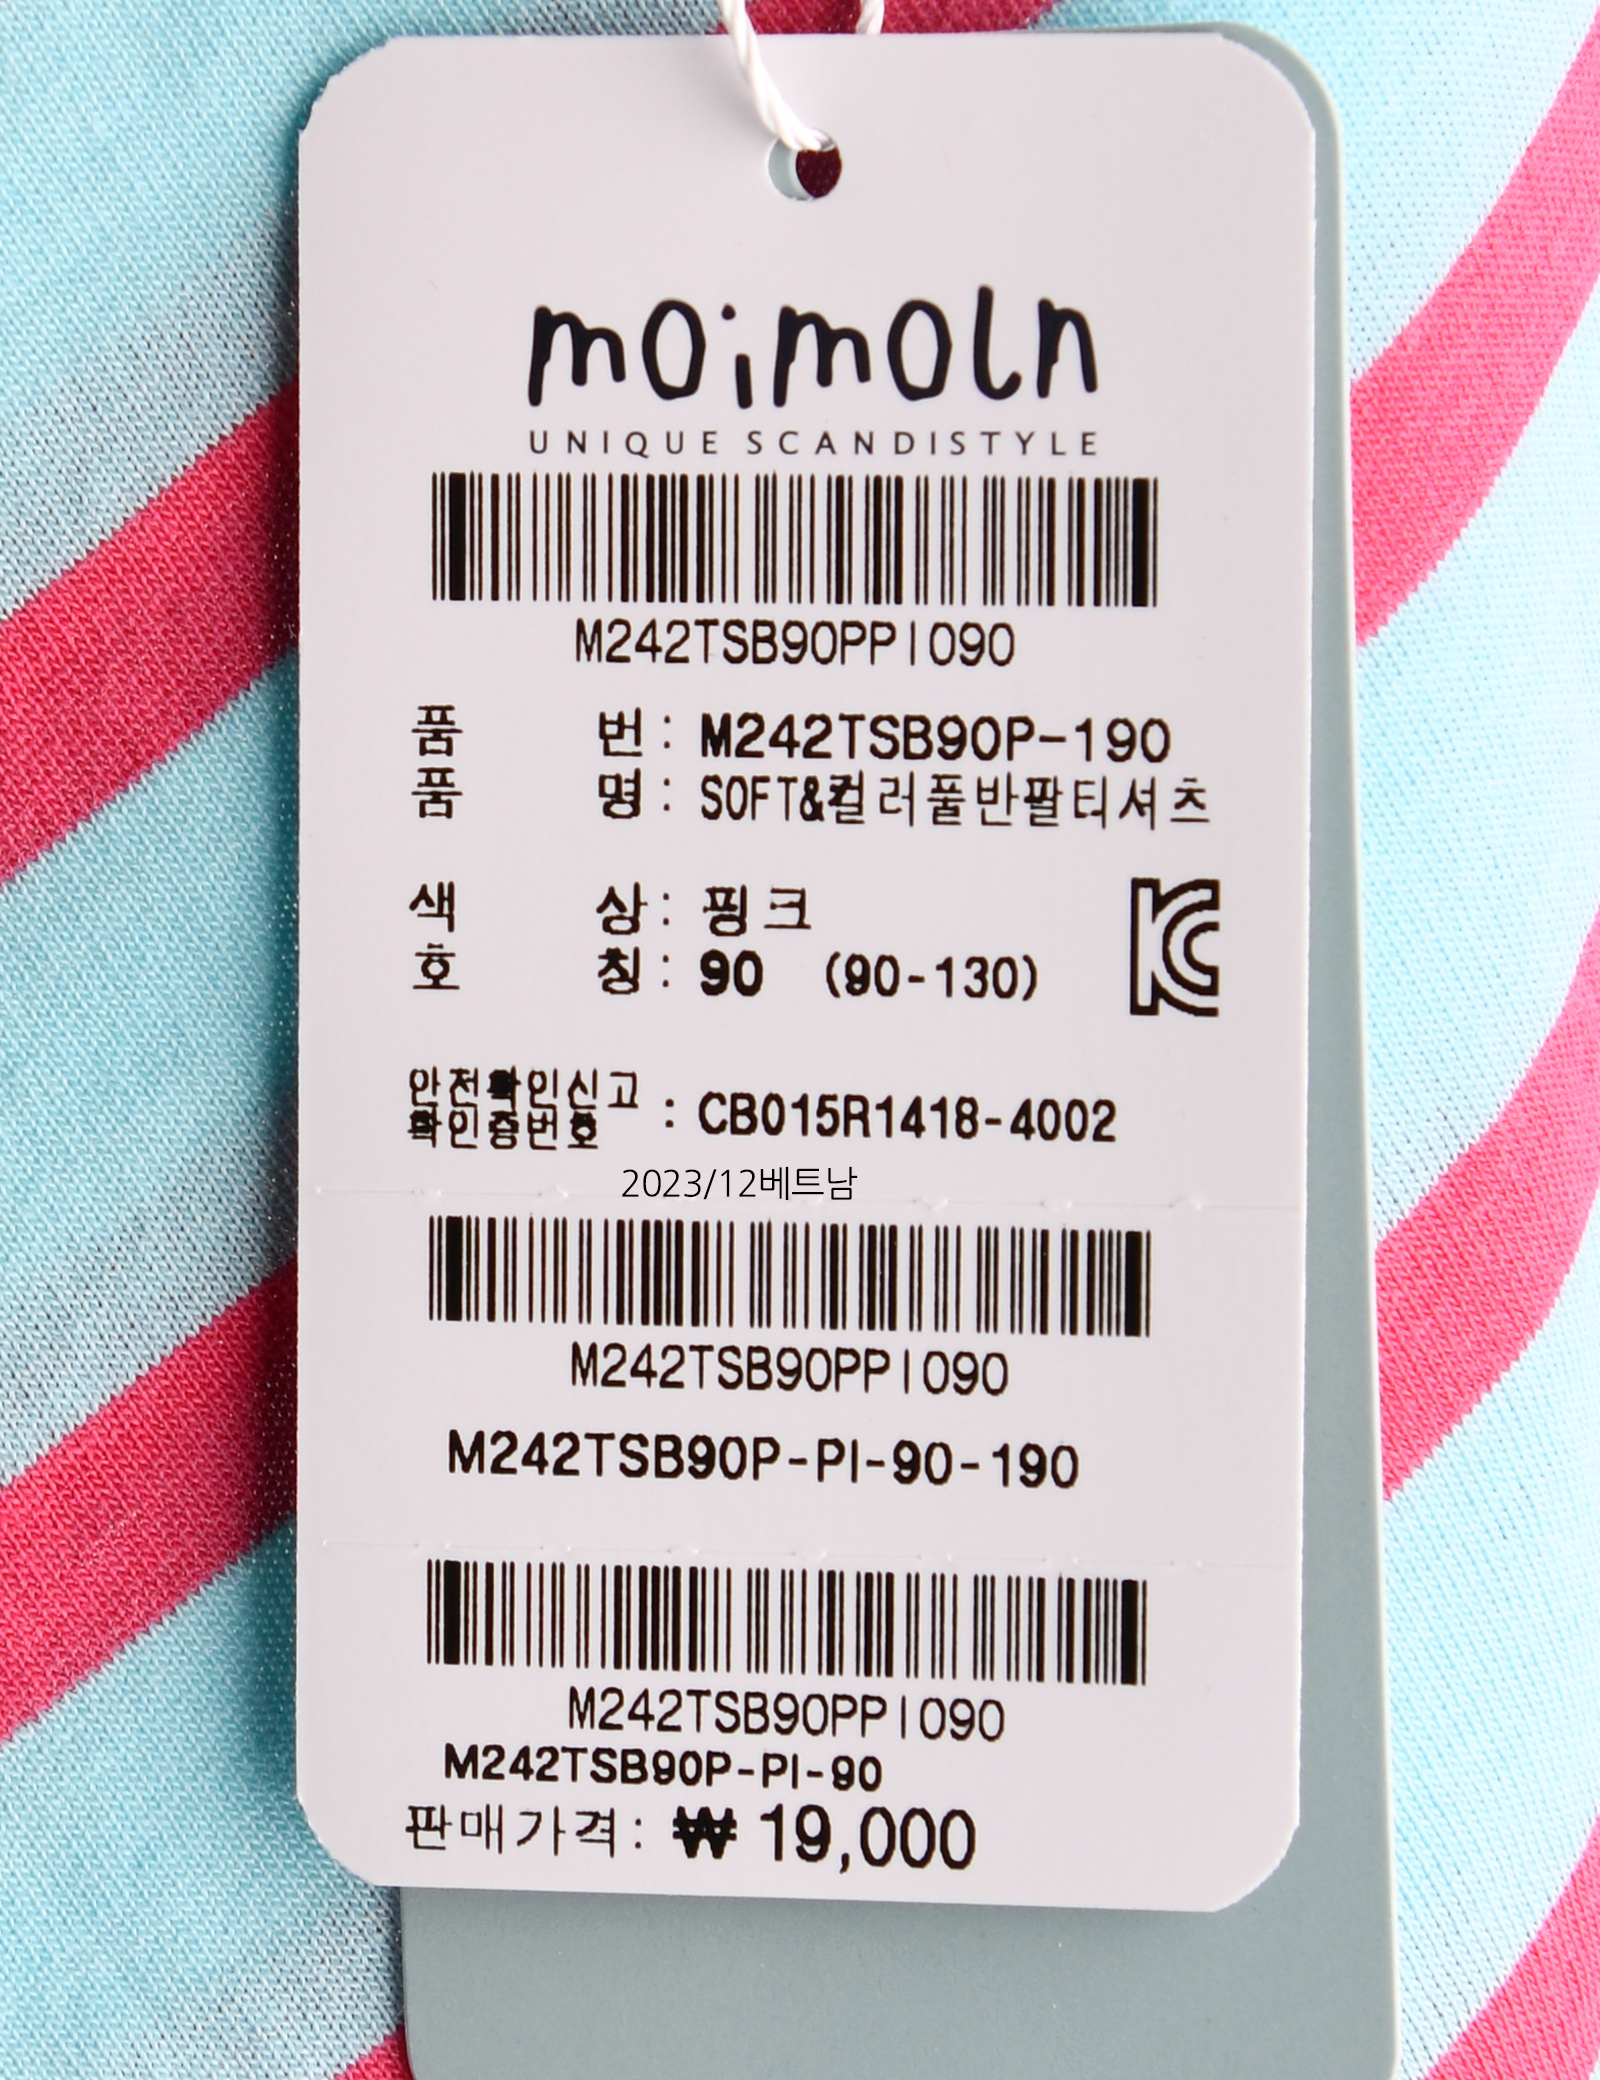 moimoln
UNIQUE SCANDISTYLE
M242TSB90PPI090
품 번 : M242TSB90P-190
품 명 : SOFT&컬러풀반팔티셔츠
색 상 : 핑크
호 칭 : 90 (90-130)
안전확인신고
확인증번호 : CB015R1418-4002
2023/12베트남
M242TSB90PPI090
M242TSB90P-PI-90-190
M242TSB90PPI090
M242TSB90P-PI-90
판매가격: ₩19,000